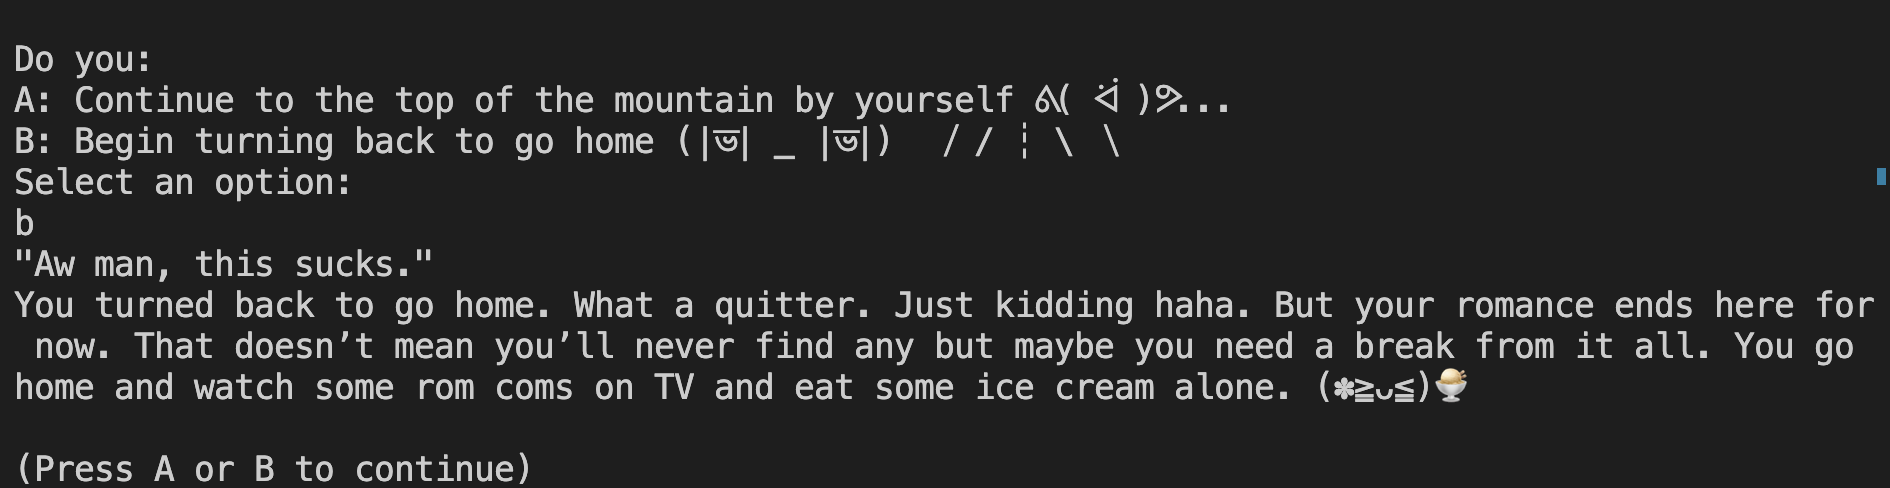 Do you:
A: Continue to the top of the mountain by yourself ᕕ( ᐛ )ᕗ...
B: Begin turning back to go home (|ভ| _ |ভ|)  / / ┊ \ \
Select an option:
b
"Aw man, this sucks."
You turned back to go home. What a quitter. Just kidding haha. But your romance ends here for
now. That doesn’t mean you’ll never find any but maybe you need a break from it all. You go
home and watch some rom coms on TV and eat some ice cream alone. (✽≧ᴗ≦)🍨
(Press A or B to continue)